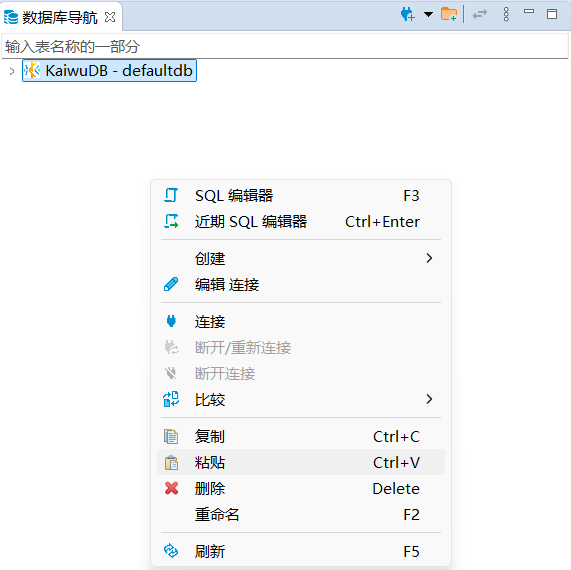 数据库导航
输入表名称的一部分
KaiwuDB - defaultdb
SQL 编辑器 F3
近期 SQL 编辑器 Ctrl+Enter
创建
编辑 连接
连接
断开/重新连接
断开连接
比较
复制 Ctrl+C
粘贴 Ctrl+V
删除 Delete
重命名 F2
刷新 F5